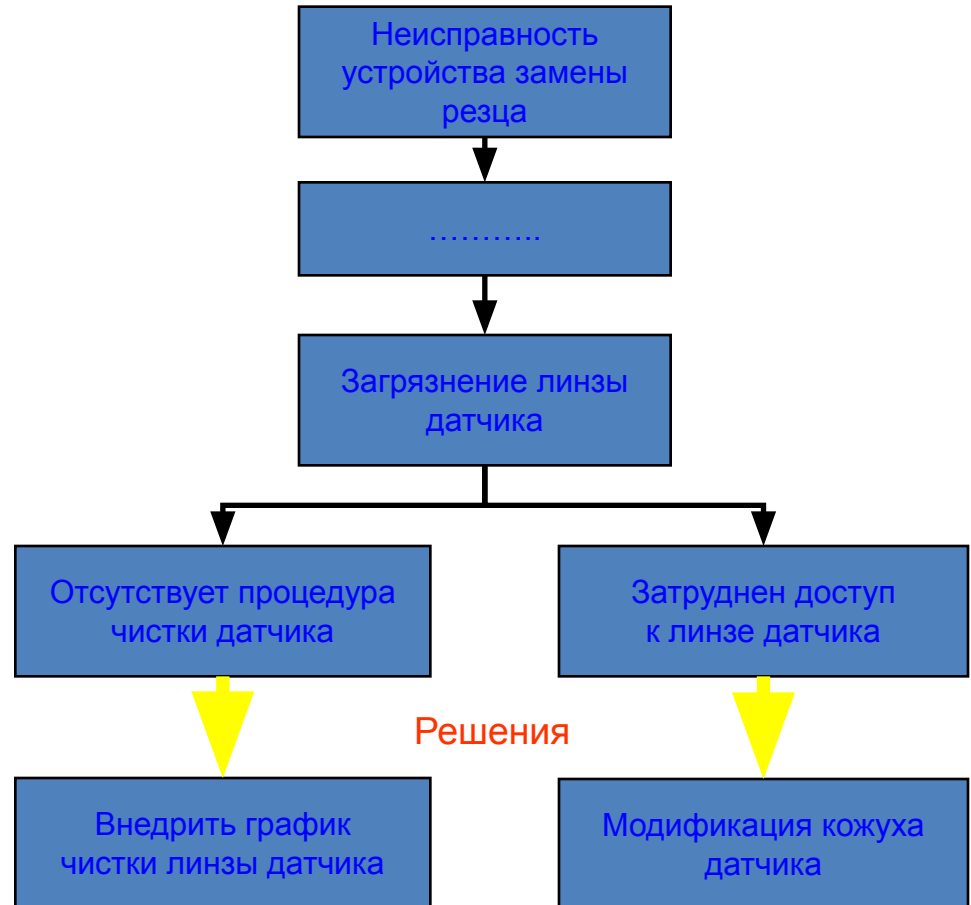 Неисправность
устройства замены
резца
………..
Загрязнение линзы
датчика
Отсутствует процедура
чистки датчика
Затруднен доступ
к линзе датчика
Решения
Внедрить график
чистки линзы датчика
Модификация кожуха
датчика